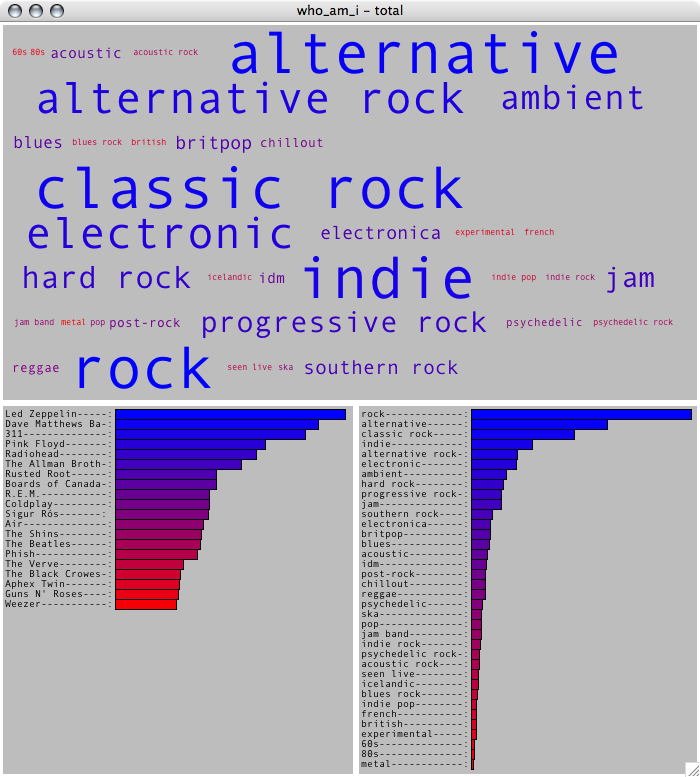 who_am_i – total
60s 80s acoustic acoustic rock alternative
alternative rock ambient
blues blues rock british britpop chillout
classic rock
electronic electronica experimental french
hard rock icelandic idm indie indie pop indie rock jam
jam band metal pop post-rock progressive rock psychedelic psychedelic rock
reggae rock seen live ska southern rock
Led Zeppelin-----:
Dave Matthews Ba-:
311--------------:
Pink Floyd-------:
Radiohead--------:
The Allman Broth-:
Rusted Root------:
Boards of Canada-:
R.E.M.-----------:
Coldplay---------:
Sigur Rós--------:
Air--------------:
The Shins--------:
The Beatles------:
Phish------------:
The Verve--------:
The Black Crowes-:
Aphex Twin-------:
Guns N' Roses----:
Weezer-----------:
rock-------------:
alternative------:
classic rock-----:
indie------------:
alternative rock-:
electronic-------:
ambient----------:
hard rock--------:
progressive rock-:
jam--------------:
southern rock----:
electronica------:
britpop----------:
blues------------:
acoustic---------:
idm--------------:
post-rock--------:
chillout---------:
reggae-----------:
psychedelic------:
ska--------------:
pop--------------:
jam band---------:
indie rock-------:
psychedelic rock-:
acoustic rock----:
seen live--------:
icelandic--------:
blues rock-------:
indie pop--------:
french-----------:
british----------:
experimental-----:
60s--------------:
80s--------------:
metal------------: